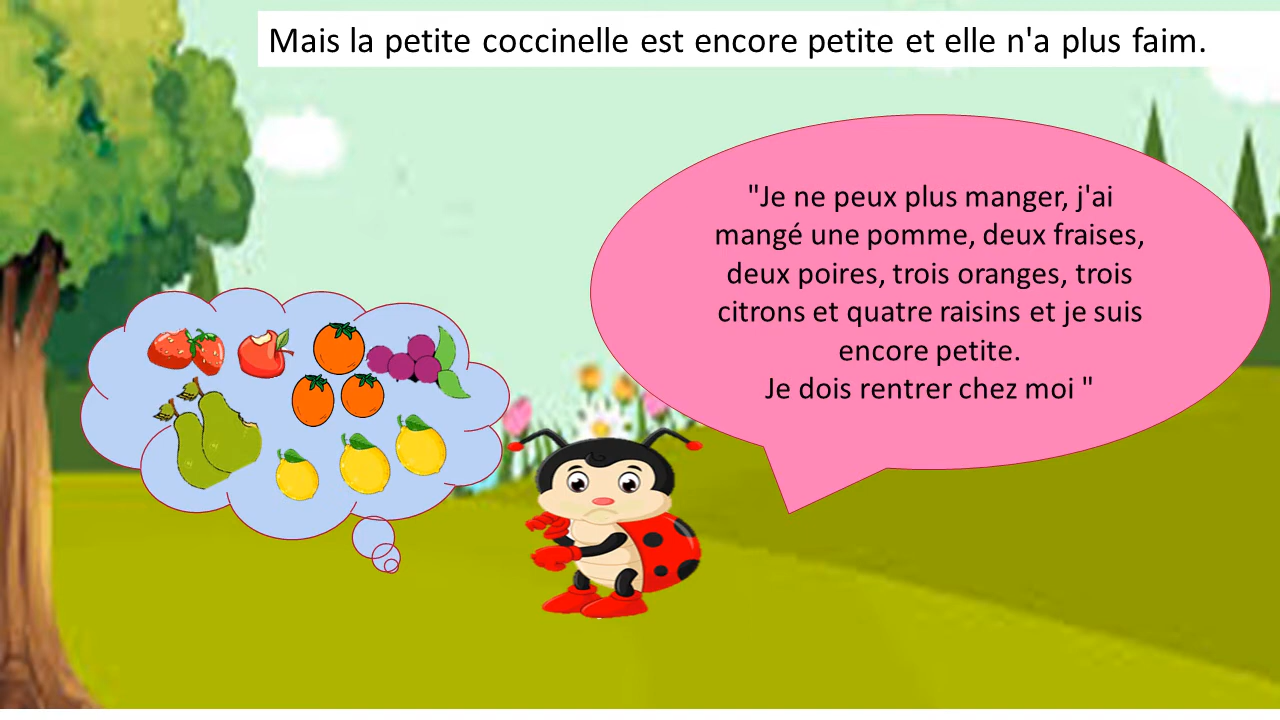 Mais la petite coccinelle est encore petite et elle n'a plus faim.
"Je ne peux plus manger, j'ai
mangé une pomme, deux fraises,
deux poires, trois oranges, trois
citrons et quatre raisins et je suis
encore petite.
Je dois rentrer chez moi "